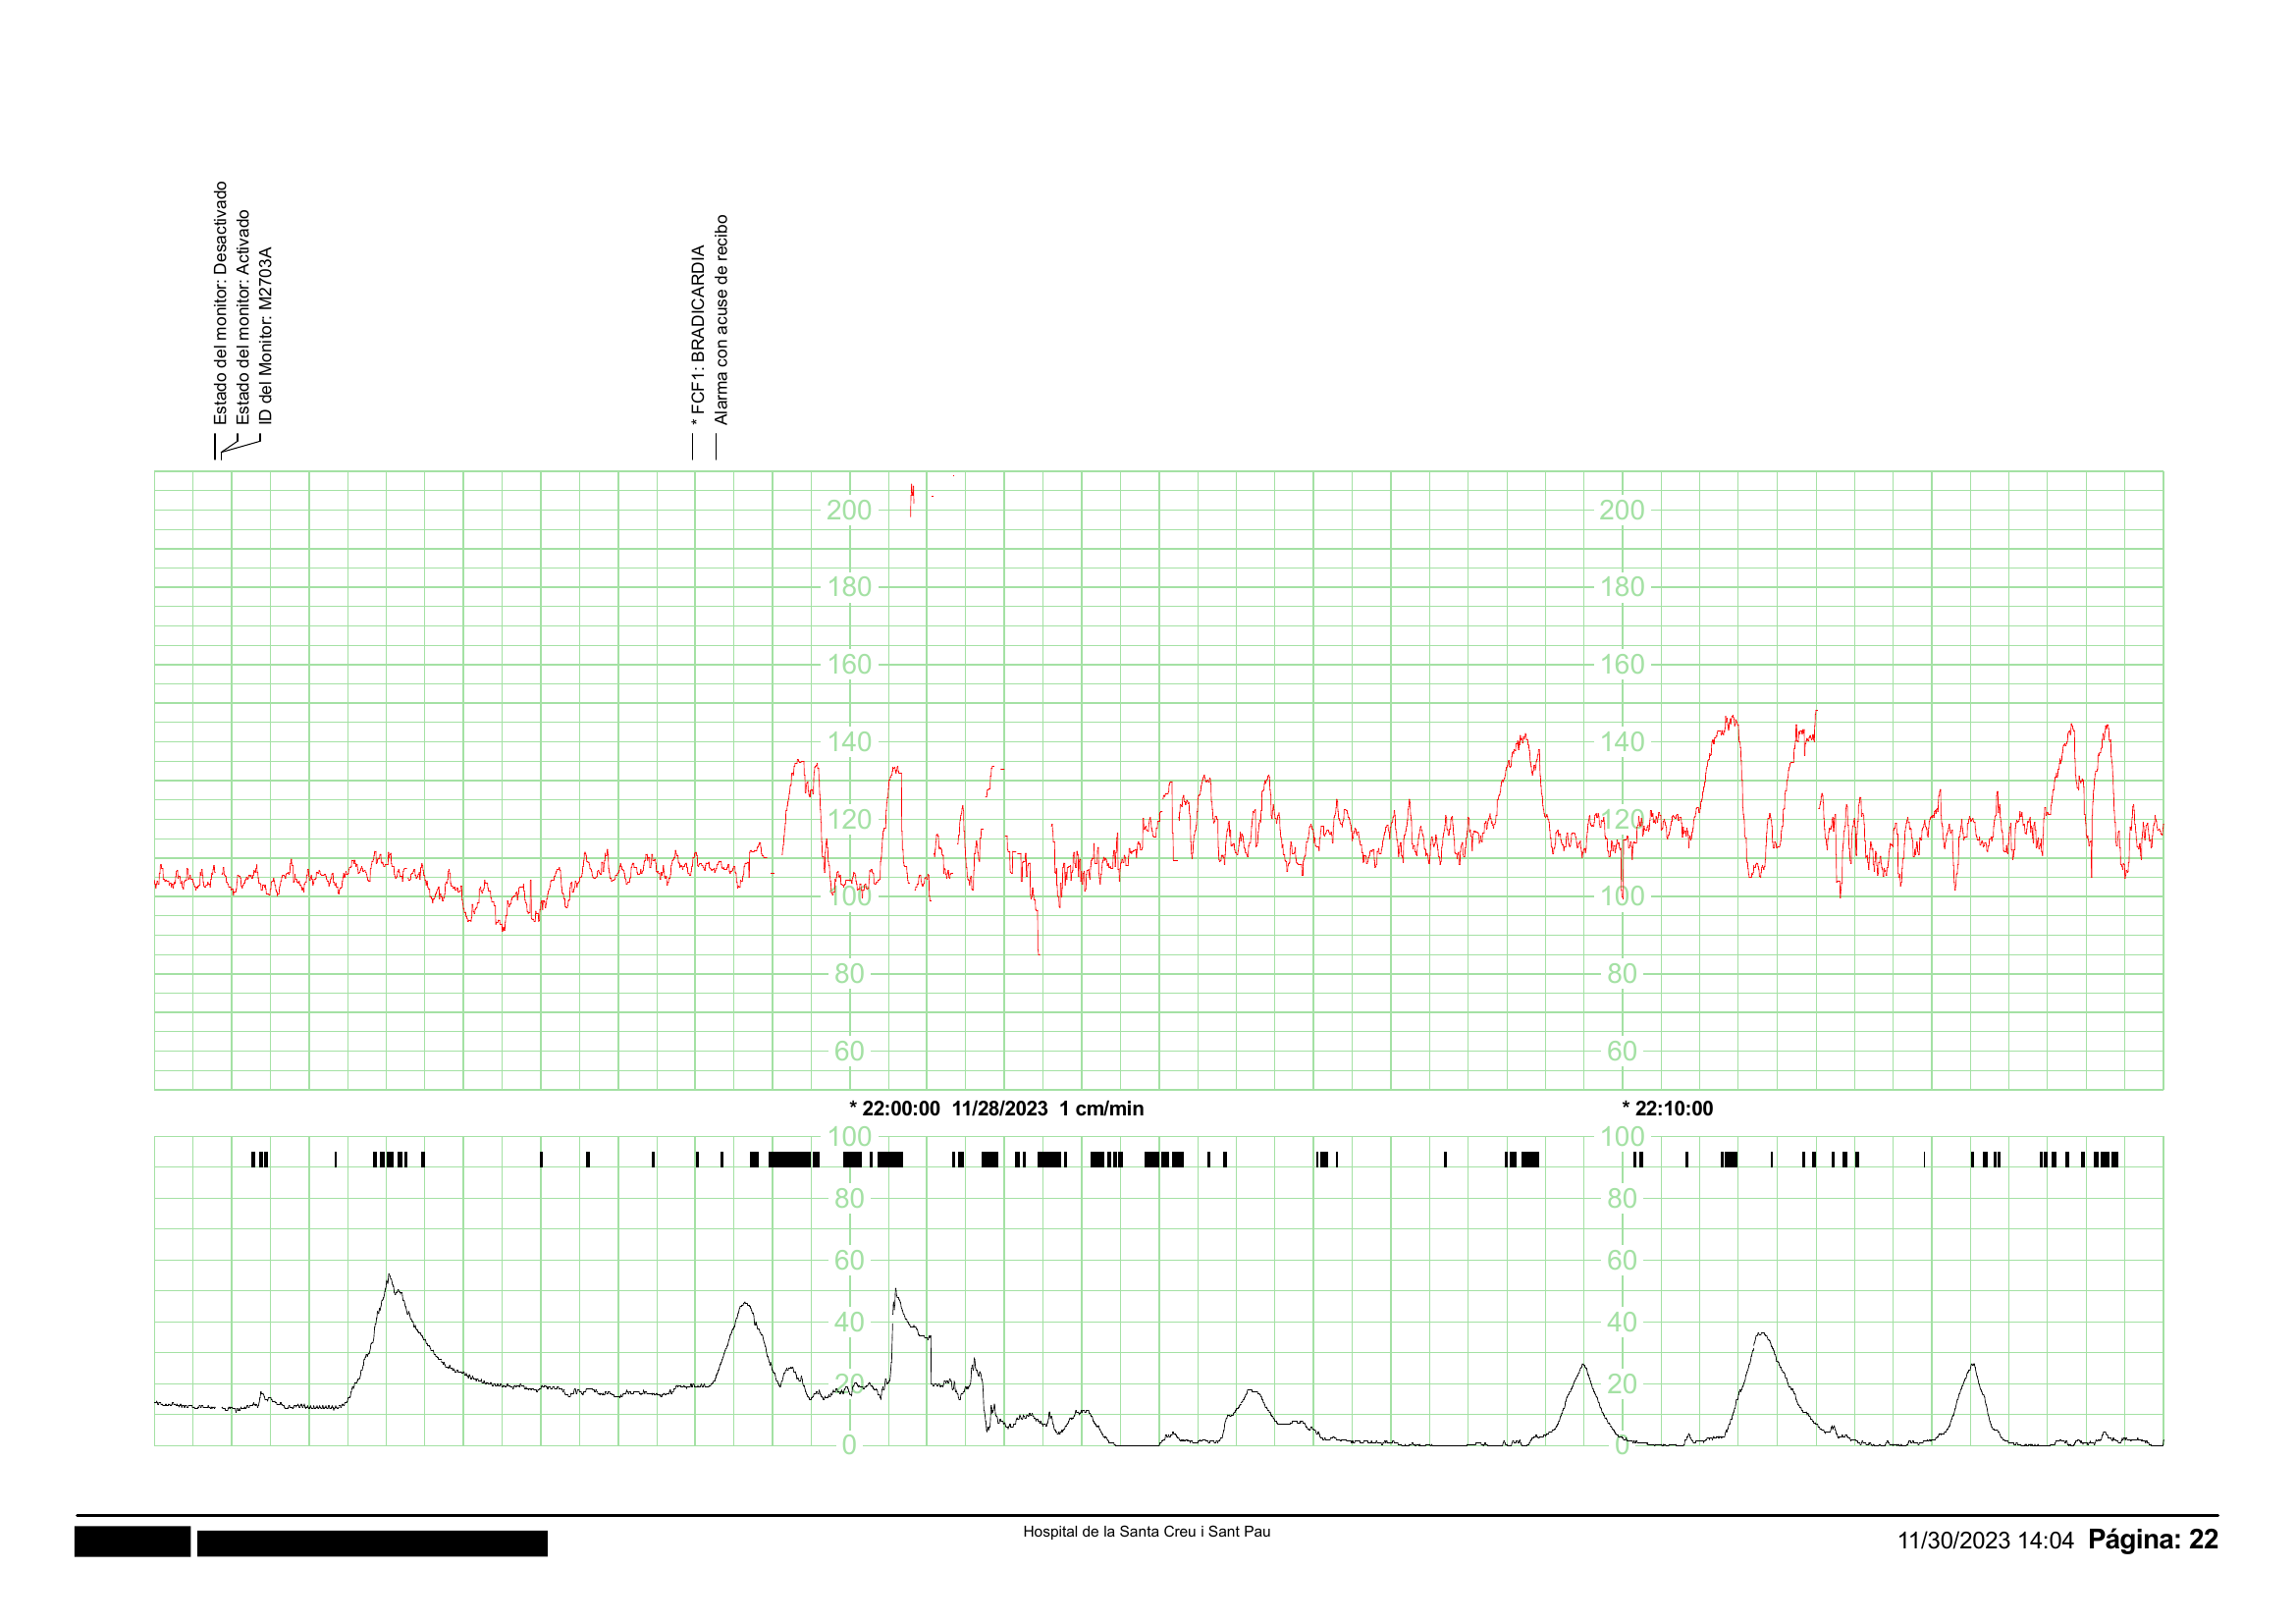 Estado del monitor: Desactivado
Estado del monitor: Activado
ID del Monitor: M2703A
* FCF1: BRADICARDIA
Alarma con acuse de recibo
200 200
180 180
160 160
140 140
120 120
100 100
80 80
60 60
* 22:00:00 11/28/2023 1 cm/min * 22:10:00
100 100
80 80
60 60
40 40
20 20
0 0
Hospital de la Santa Creu i Sant Pau
11/30/2023 14:04 Página: 22